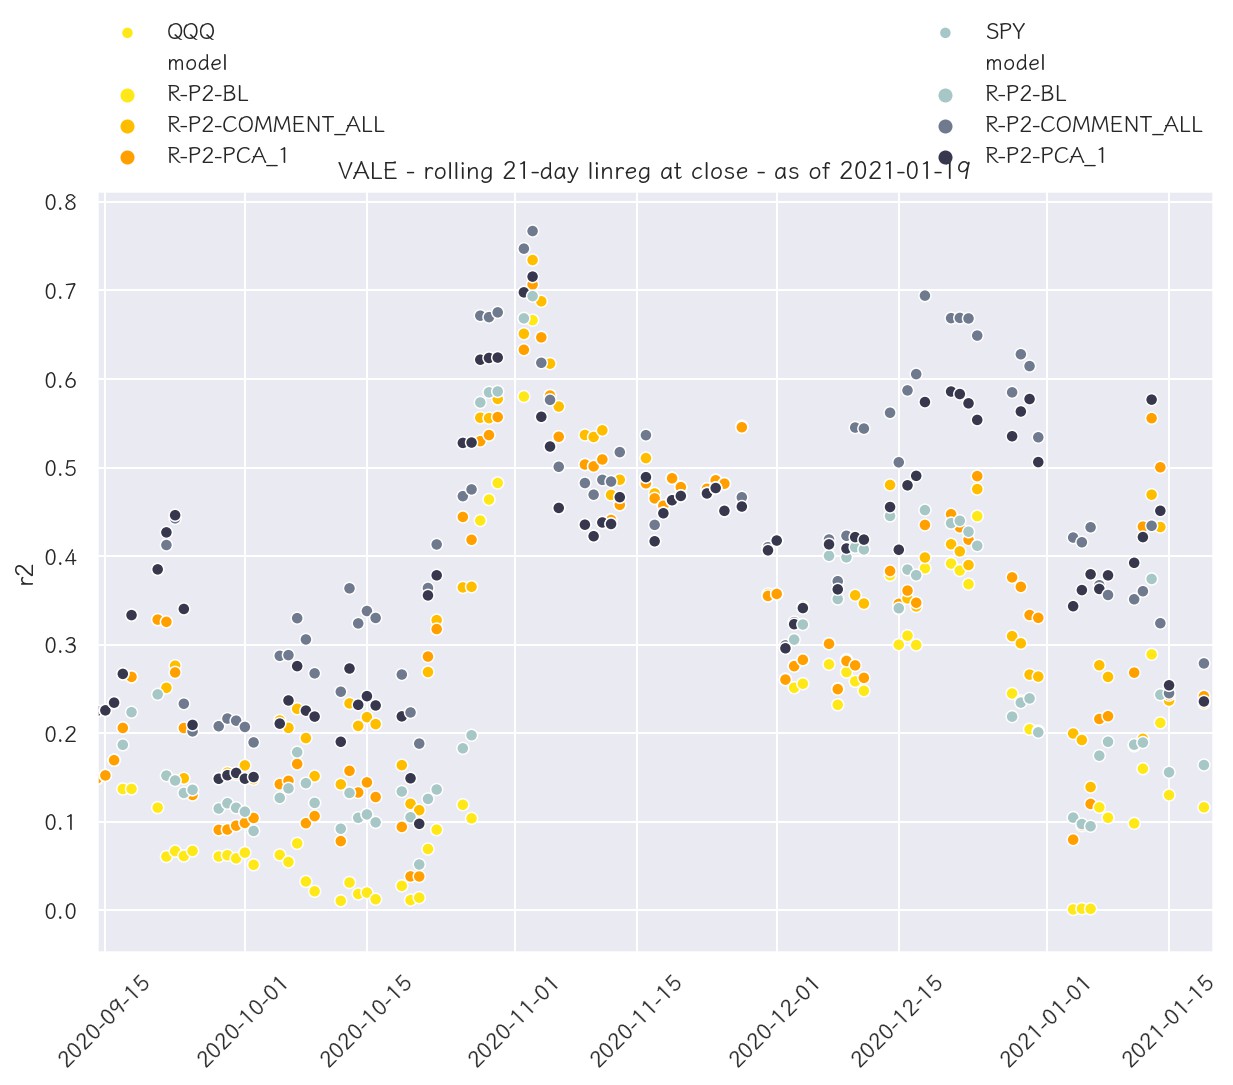 QQQ
model
R-P2-BL
R-P2-COMMENT_ALL
R-P2-PCA_1
SPY
model
R-P2-BL
R-P2-COMMENT_ALL
R-P2-PCA_1
VALE - rolling 21-day linreg at close - as of 2021-01-19
0.8
0.7
0.6
0.5
0.4
0.3
0.2
0.1
0.0
r2
2020-09-15
2020-10-01
2020-10-15
2020-11-01
2020-11-15
2020-12-01
2020-12-15
2021-01-01
2021-01-15